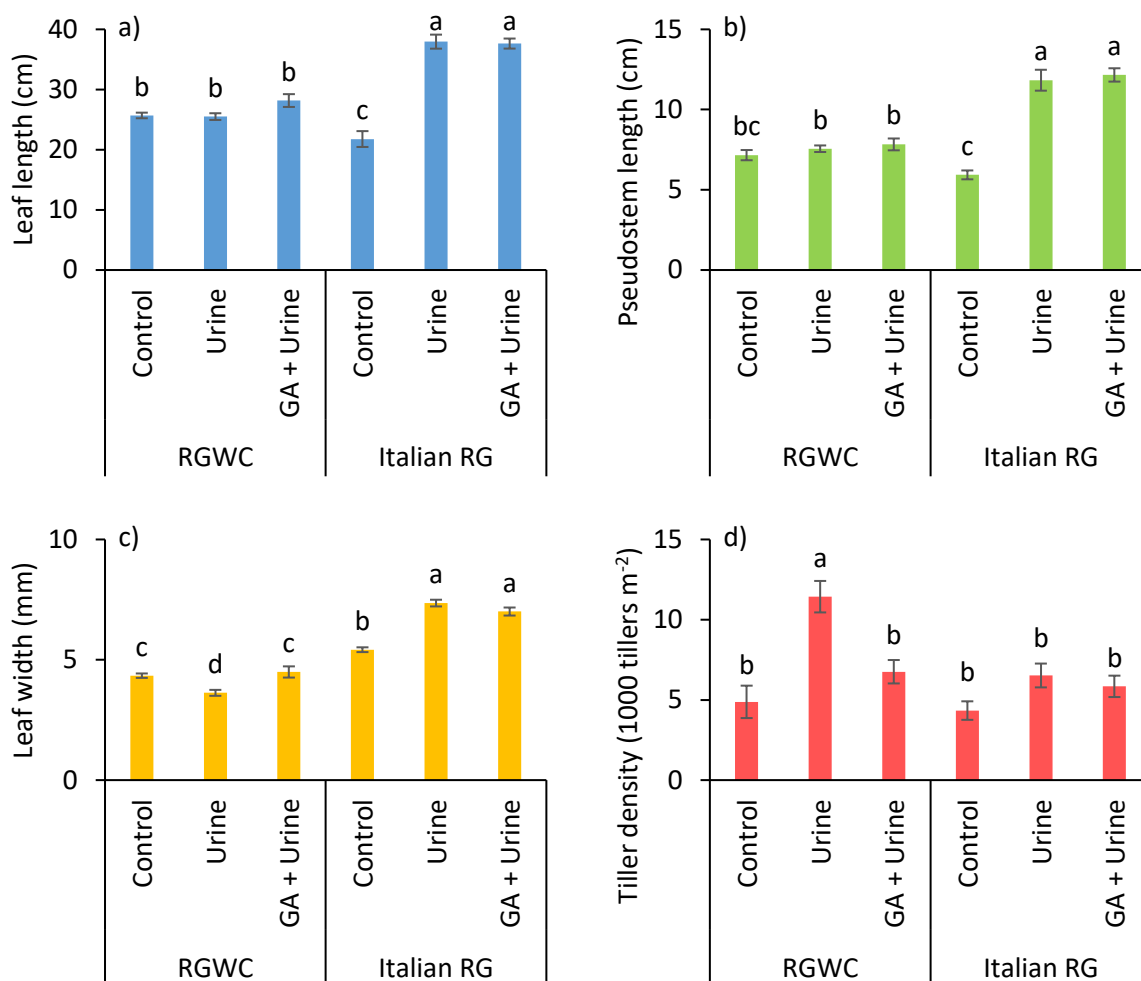 a)
Leaf length (cm)
40
30
20
10
0
b b b c a a
Control Urine GA + Urine Control Urine GA + Urine
RGWC Italian RG
b)
Pseudostem length (cm)
15
10
5
0
bc b b c a a
Control Urine GA + Urine Control Urine GA + Urine
RGWC Italian RG
c)
Leaf width (mm)
10
5
0
c d c b a a
Control Urine GA + Urine Control Urine GA + Urine
RGWC Italian RG
d)
Tiller density (1000 tillers m⁻²)
15
10
5
0
b a b b b b
Control Urine GA + Urine Control Urine GA + Urine
RGWC Italian RG